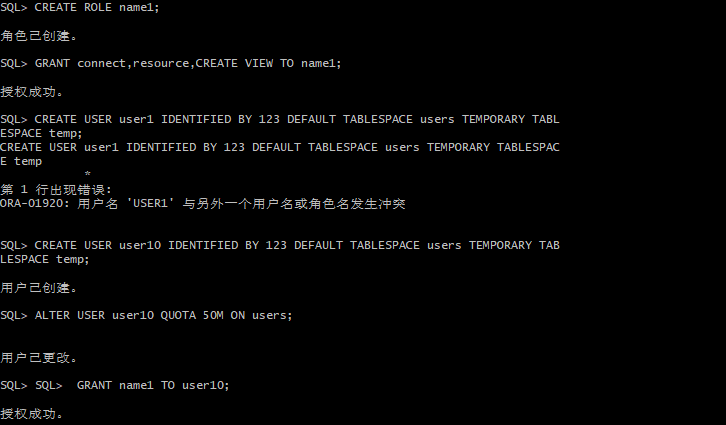 SQL> CREATE ROLE name1;
角色已创建。
SQL> GRANT connect,resource,CREATE VIEW TO name1;
授权成功。
SQL> CREATE USER user1 IDENTIFIED BY 123 DEFAULT TABLESPACE users TEMPORARY TABL
ESPACE temp;
CREATE USER user1 IDENTIFIED BY 123 DEFAULT TABLESPACE users TEMPORARY TABLESPAC
E temp
*
第 1 行出现错误:
ORA-01920: 用户名 'USER1' 与另外一个用户名或角色名发生冲突
SQL> CREATE USER user10 IDENTIFIED BY 123 DEFAULT TABLESPACE users TEMPORARY TAB
LESPACE temp;
用户已创建。
SQL> ALTER USER user10 QUOTA 50M ON users;
用户已更改。
SQL> SQL>  GRANT name1 TO user10;
授权成功。